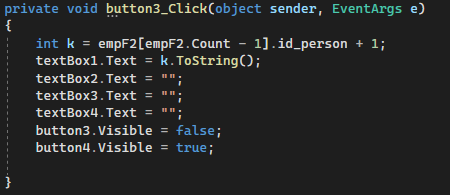 private void button3_Click(object sender, EventArgs e)
{
int k = empF2[empF2.Count - 1].id_person + 1;
textBox1.Text = k.ToString();
textBox2.Text = "";
textBox3.Text = "";
textBox4.Text = "";
button3.Visible = false;
button4.Visible = true;
}